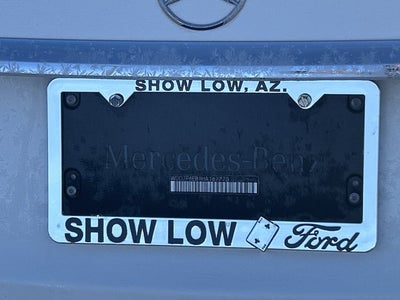 SHOW LOW, AZ.
Mercedes-Benz
SHOW LOW Ford